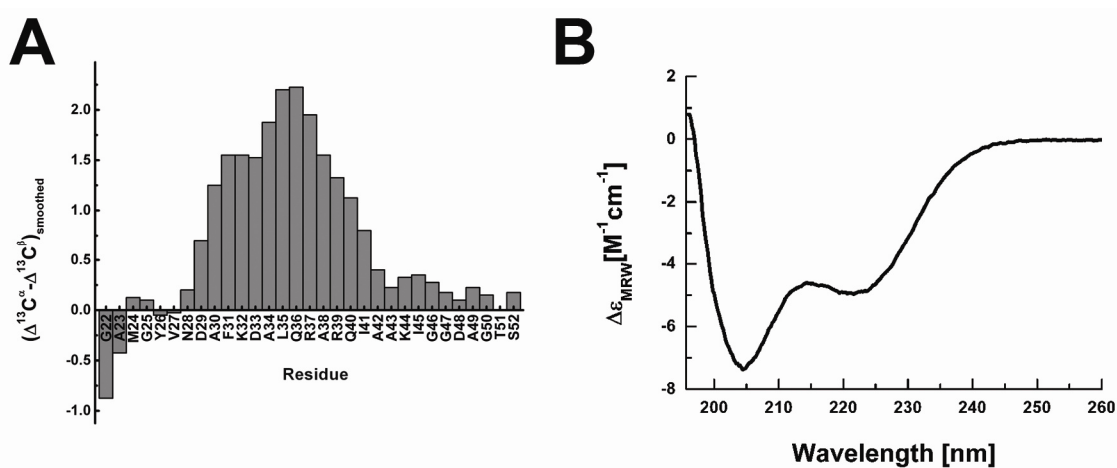 A
B
(Δ¹³Cᵅ-Δ¹³Cᵝ)smoothed
2.0
1.5
1.0
0.5
0.0
-0.5
-1.0
G22 A23 M24 G25 Y26 V27 N28 D29 A30 F31 K32 D33 A34 L35 Q36 R37 A38 R39 Q40 I41 A42 A43 K44 I45 G46 G47 D48 A49 G50 T51 S52
Residue
Δε MRW[M⁻¹cm⁻¹]
2
0
-2
-4
-6
-8
200 210 220 230 240 250 260
Wavelength [nm]